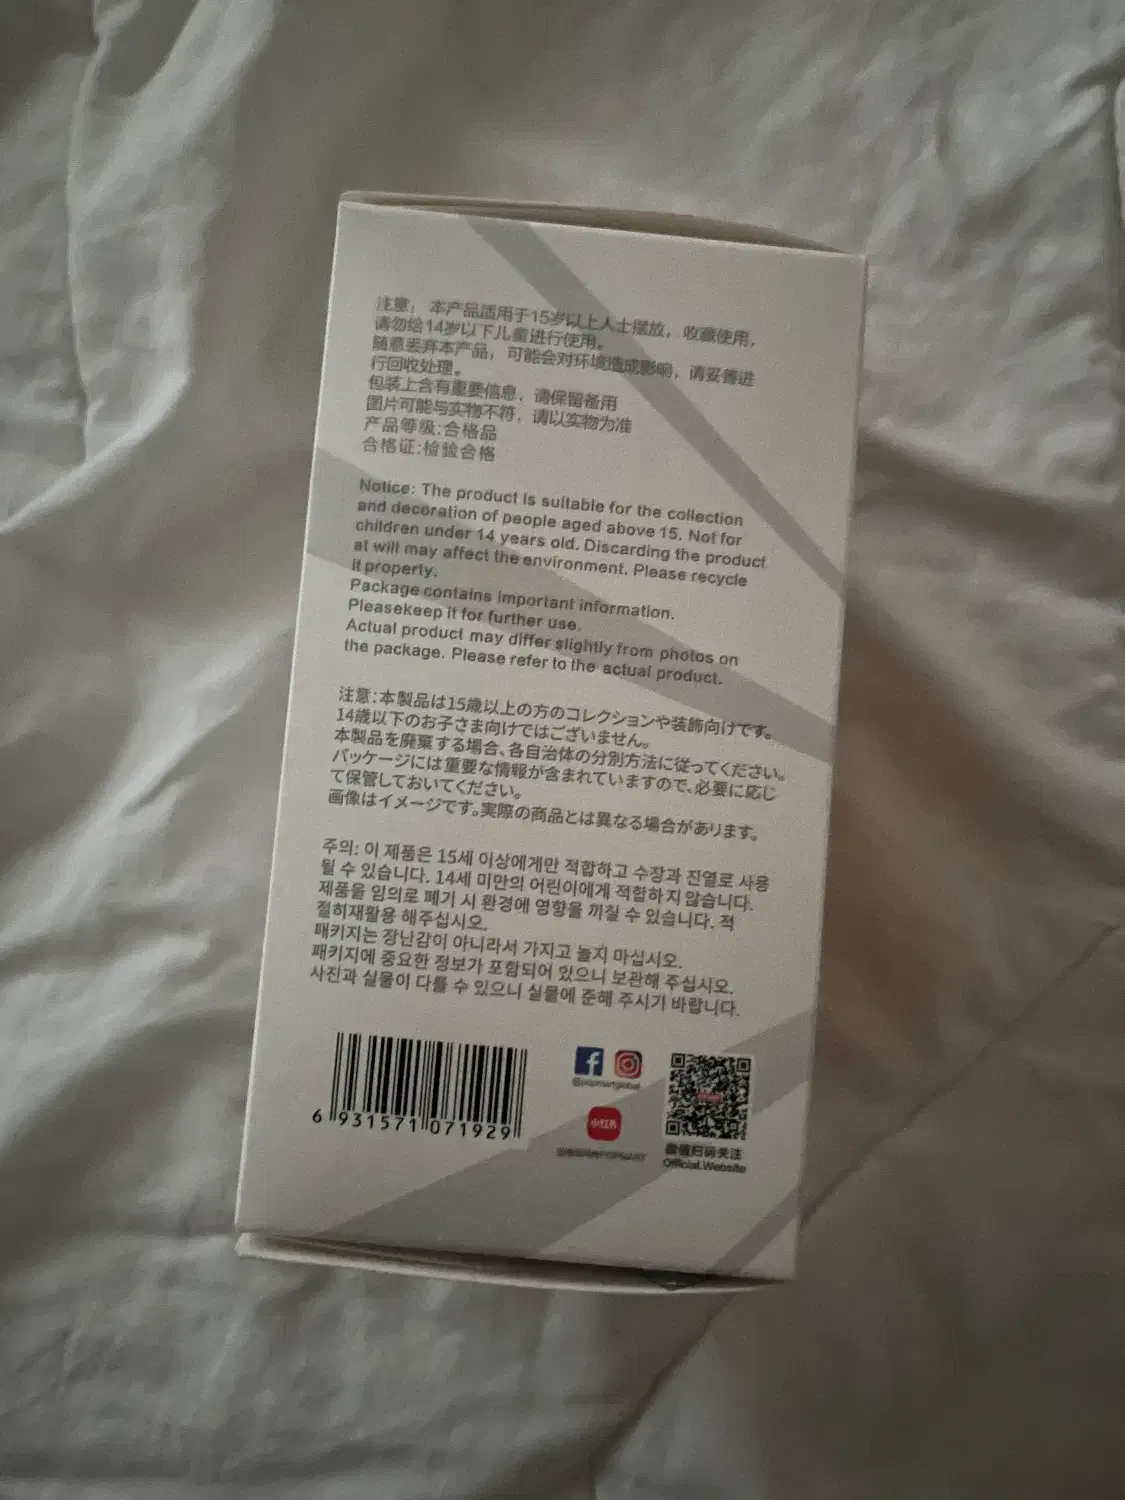 注意：本产品适用于15岁以上人士摆放，收藏使用，
请勿给14岁以下儿童进行使用。
随意丢弃本产品，可能会对环境造成影响，请妥善进
行回收处理。
包装上含有重要信息，请保留备用
图片可能与实物不符，请以实物为准
产品等级：合格品
合格证：检验合格
Notice: The product is suitable for the collection
and decoration of people aged above 15. Not for
children under 14 years old. Discarding the product
at will may affect the environment. Please recycle
it properly.
Package contains important information.
Pleasekeep it for further use.
Actual product may differ slightly from photos on
the package. Please refer to the actual product.
注意:本製品は15歳以上の方のコレクションや装飾向けです。
14歳以下のお子さま向けではございません。
本製品を廃棄する場合、各自治体の分別方法に従ってください。
パッケージには重要な情報が含まれていますので、必要に応じ
て保管しておいてください。
画像はイメージです。実際の商品とは異なる場合があります。
주의: 이 제품은 15세 이상에게만 적합하고 수장과 진열로 사용
될 수 있습니다. 14세 미만의 어린이에게 적합하지 않습니다.
제품을 임의로 폐기 시 환경에 영향을 끼칠 수 있습니다. 적
절히재활용 해주십시오.
패키지는 장난감이 아니라서 가지고 놀지 마십시오.
패키지에 중요한 정보가 포함되어 있으니 보관해 주십시오.
사진과 실물이 다를 수 있으니 실물에 준해 주시기 바랍니다.
6 931571 071929
@popmartglobal
小红书
微信扫码关注
Official.Website